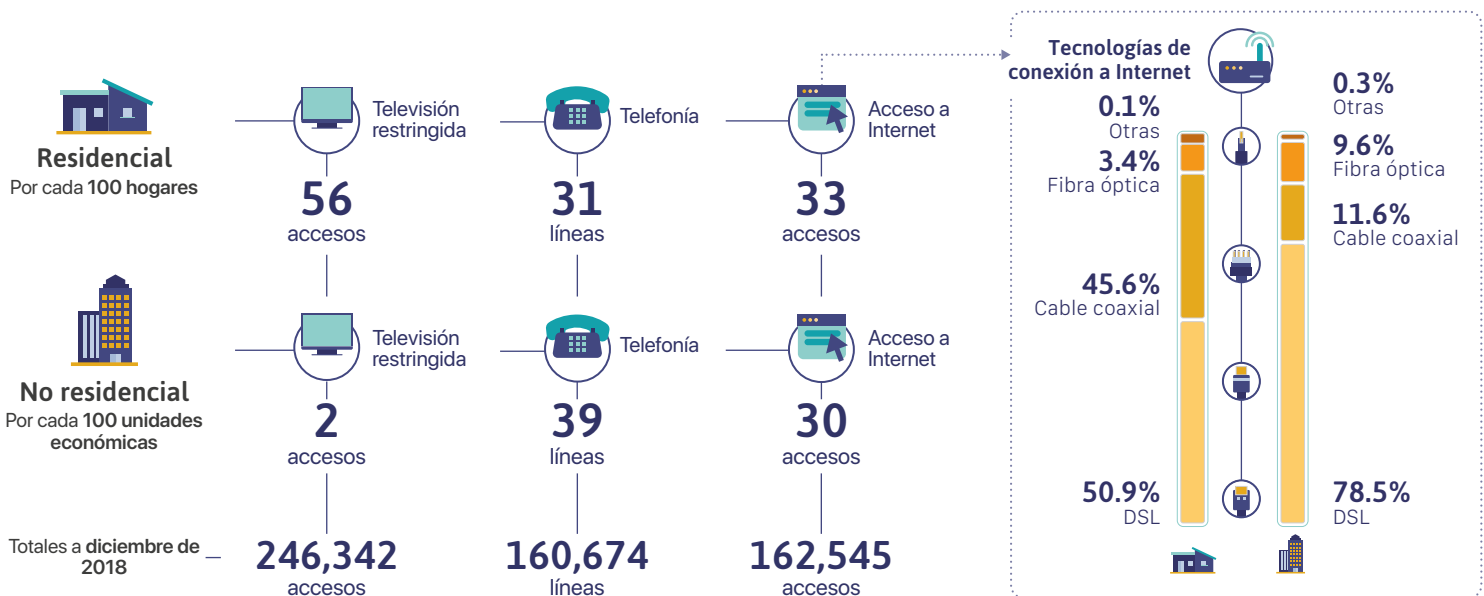 Residencial
Por cada 100 hogares
Televisión
restringida
56
accesos
Telefonía
31
líneas
Acceso a
Internet
33
accesos
No residencial
Por cada 100 unidades
económicas
Televisión
restringida
2
accesos
Telefonía
39
líneas
Acceso a
Internet
30
accesos
Totales a diciembre de
2018
246,342
accesos
160,674
líneas
162,545
accesos
Tecnologías de
conexión a Internet
0.1%
Otras
3.4%
Fibra óptica
45.6%
Cable coaxial
50.9%
DSL
0.3%
Otras
9.6%
Fibra óptica
11.6%
Cable coaxial
78.5%
DSL